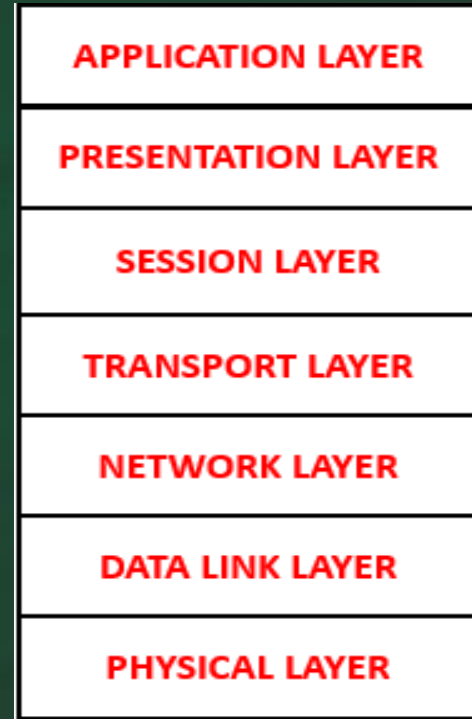 APPLICATION LAYER
PRESENTATION LAYER
SESSION LAYER
TRANSPORT LAYER
NETWORK LAYER
DATA LINK LAYER
PHYSICAL LAYER